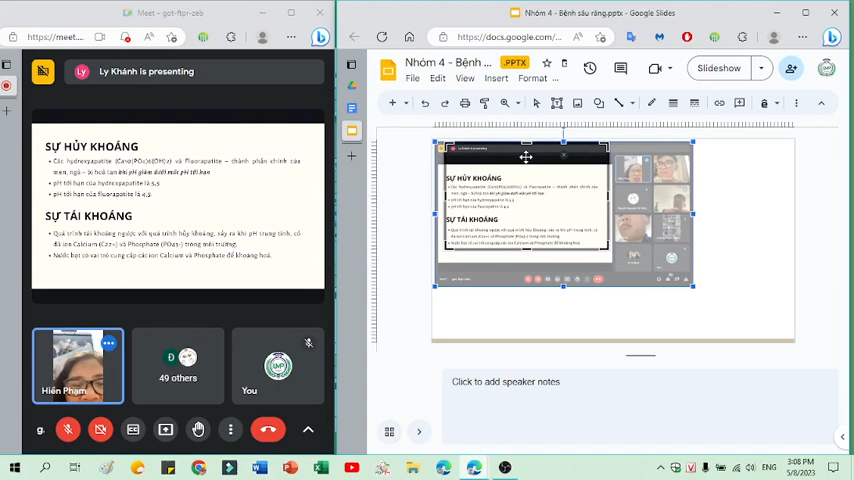 Meet – got-ftpr-zeb
https://meet.
Ly
Ly Khánh is presenting
SỰ HỦY KHOÁNG
• Các hydroxyapatite (Ca10(PO4)6(OH)2) và Fluorapatite – thành phần chính của
men, ngà – bị hoà tan khi pH giảm dưới mức pH tới hạn
• pH tới hạn của hydroxyapatite là 5,5
• pH tới hạn của fluorapatite là 4,5.
SỰ TÁI KHOÁNG
• Quá trình tái khoáng ngược với quá trình hủy khoáng, xảy ra khi pH trung tính, có
đủ ion Calcium (Ca2+) và Phosphate (PO43-) trong môi trường.
• Nước bọt có vai trò cung cấp các ion Calcium và Phosphate để khoáng hoá.
Hiền Phạm
Đ
49 others
LMP
You
g.
Nhóm 4 - Bệnh sâu răng.pptx - Google Slides
https://docs.google.com/...
Nhóm 4 - Bệnh ...
.PPTX
File Edit View Insert Format ...
Slideshow
SỰ HỦY KHOÁNG
SỰ TÁI KHOÁNG
Click to add speaker notes
ENG
3:08 PM
5/8/2023